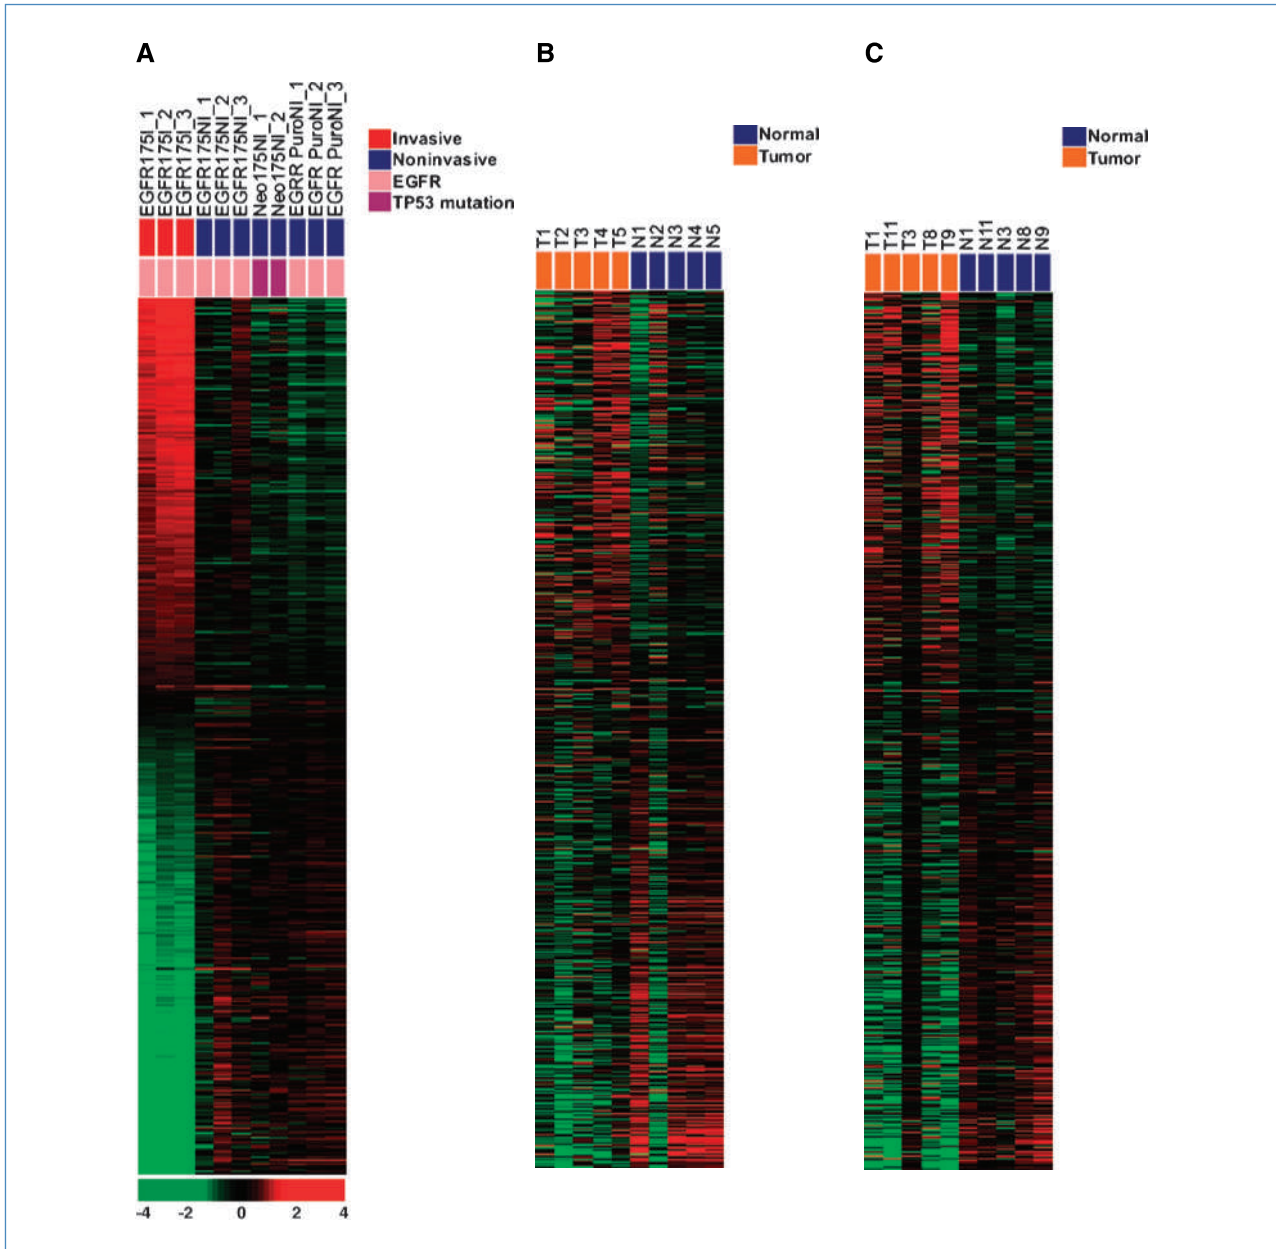 A
B
C
EGFR175I_1
EGFR175I_2
EGFR175I_3
EGFR175NI_1
EGFR175NI_2
EGFR175NI_3
Neo175NI_1
Neo175NI_2
EGRR PuroNI_1
EGFR PuroNI_2
EGFR PuroNI_3
Invasive
Noninvasive
EGFR
TP53 mutation
Normal
Tumor
T1
T2
T3
T4
T5
N1
N2
N3
N4
N5
Normal
Tumor
T1
T11
T3
T8
T9
N1
N11
N3
N8
N9
-4 -2 0 2 4